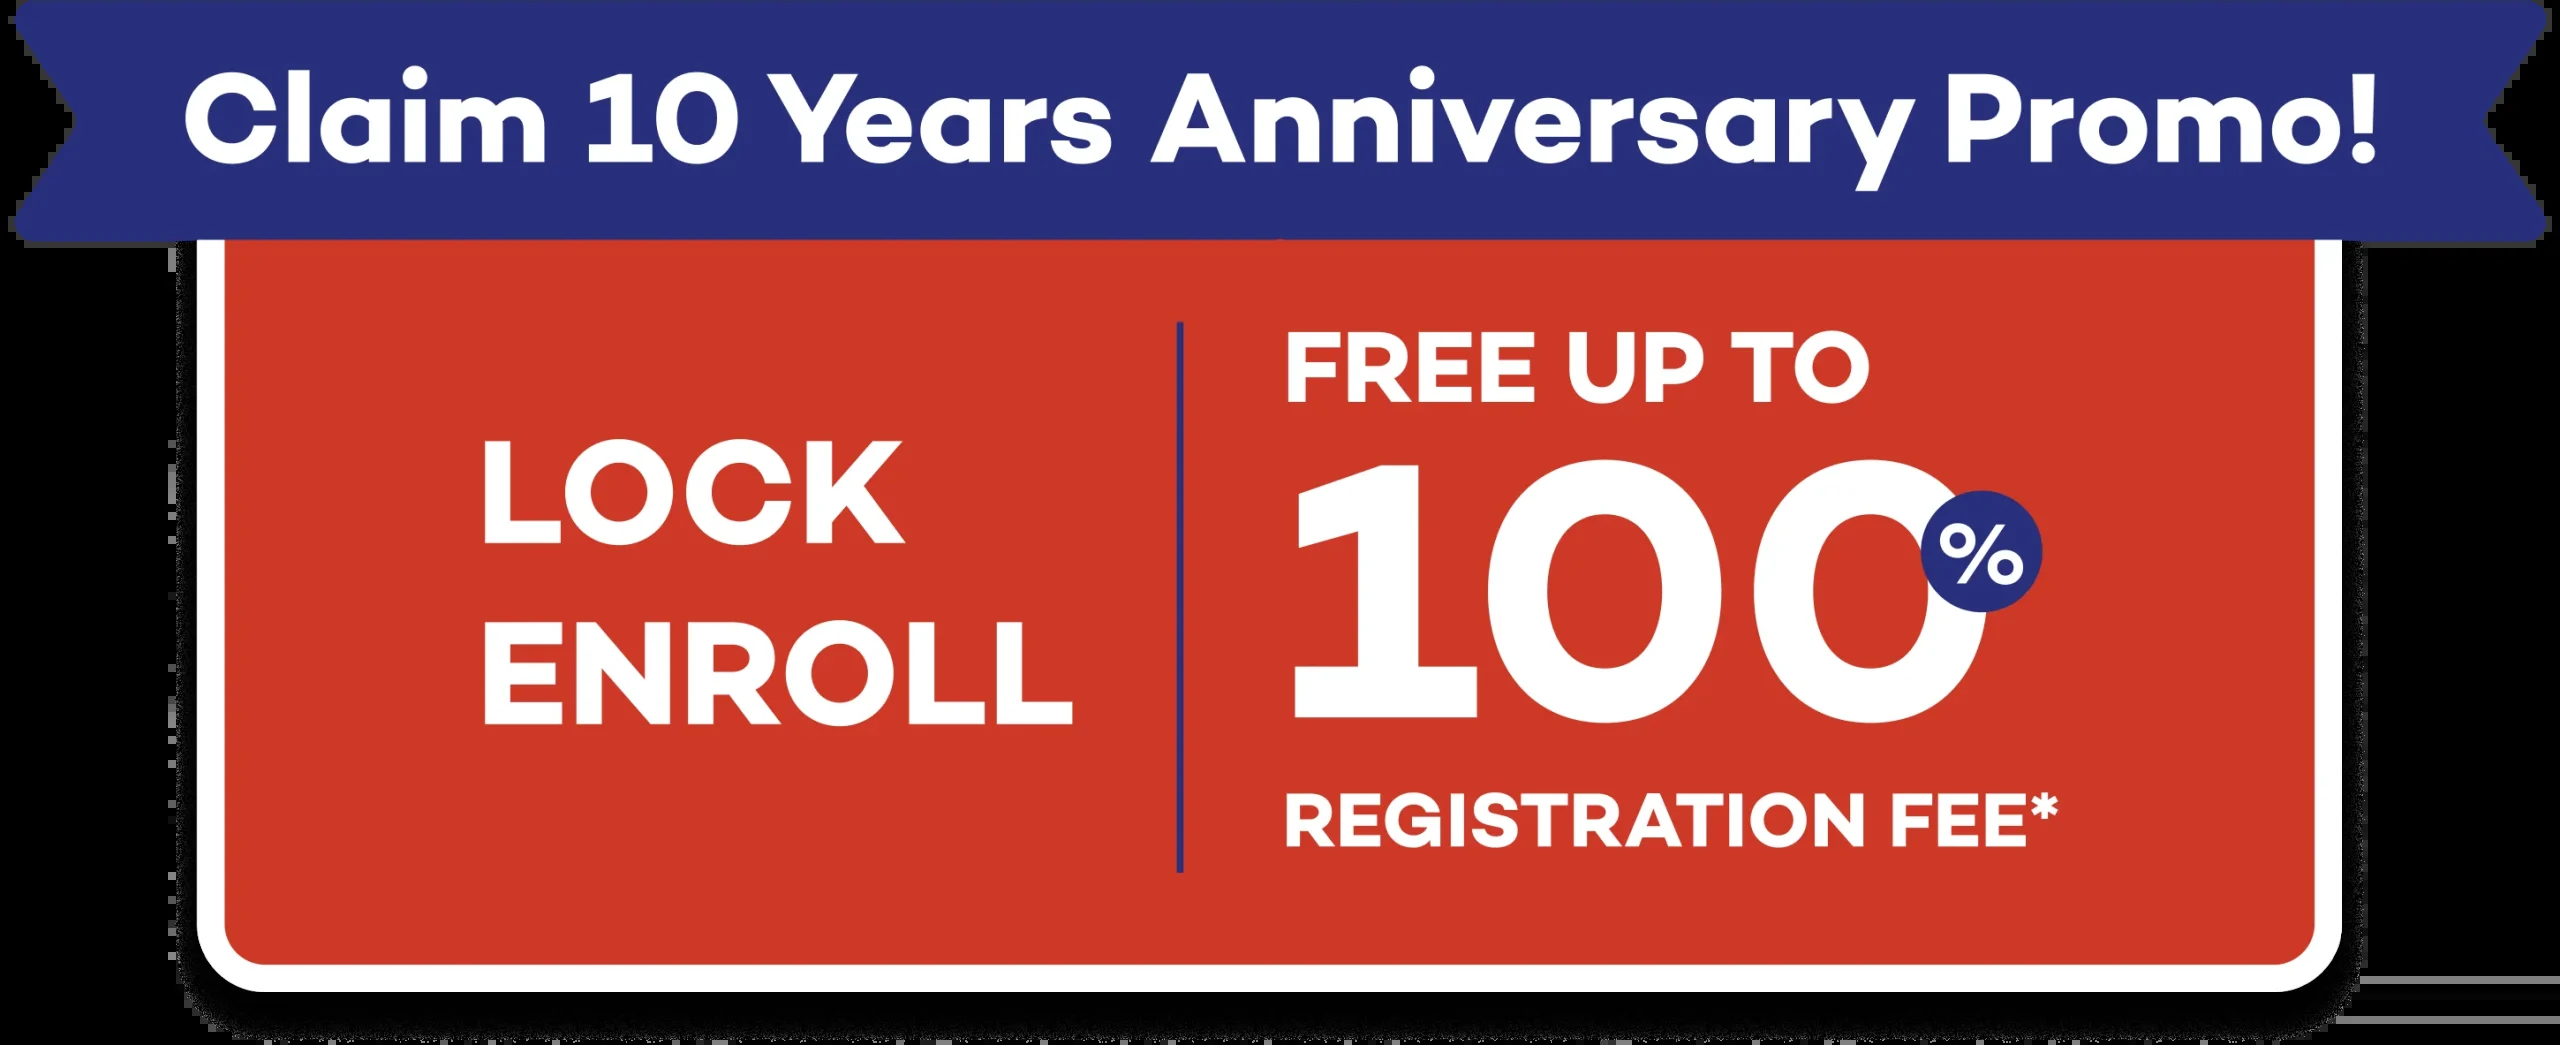 Claim 10 Years Anniversary Promo!
LOCK
ENROLL
FREE UP TO
100%
REGISTRATION FEE*